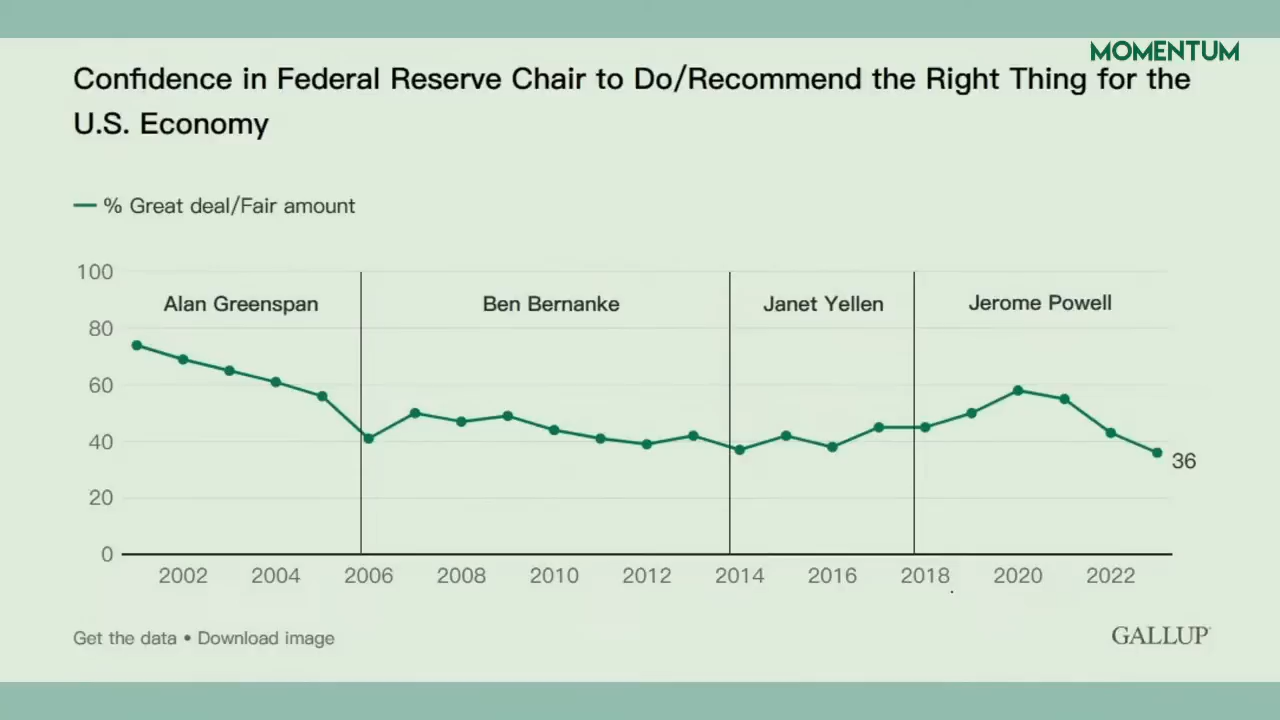 MOMENTUM
Confidence in Federal Reserve Chair to Do/Recommend the Right Thing for the
U.S. Economy
% Great deal/Fair amount
100
Alan Greenspan Ben Bernanke Janet Yellen Jerome Powell
80
60
40
36
20
0
2002 2004 2006 2008 2010 2012 2014 2016 2018 2020 2022
Get the data • Download image
GALLUP